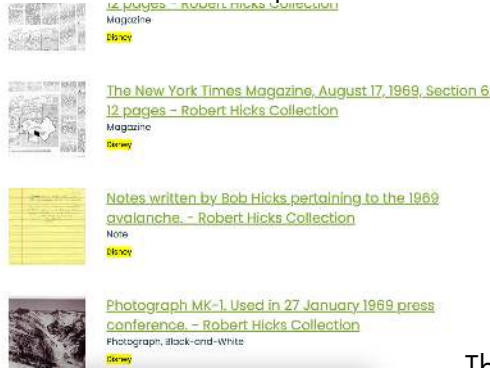 12 pages - Robert Hicks Collection
Magazine
Disney
The New York Times Magazine, August 17, 1969, Section 6
12 pages - Robert Hicks Collection
Magazine
Disney
Notes written by Bob Hicks pertaining to the 1969
avalanche. - Robert Hicks Collection
Note
Disney
Photograph MK-1. Used in 27 January 1969 press
conference. - Robert Hicks Collection
Photograph, Black-and-White
Disney
Th